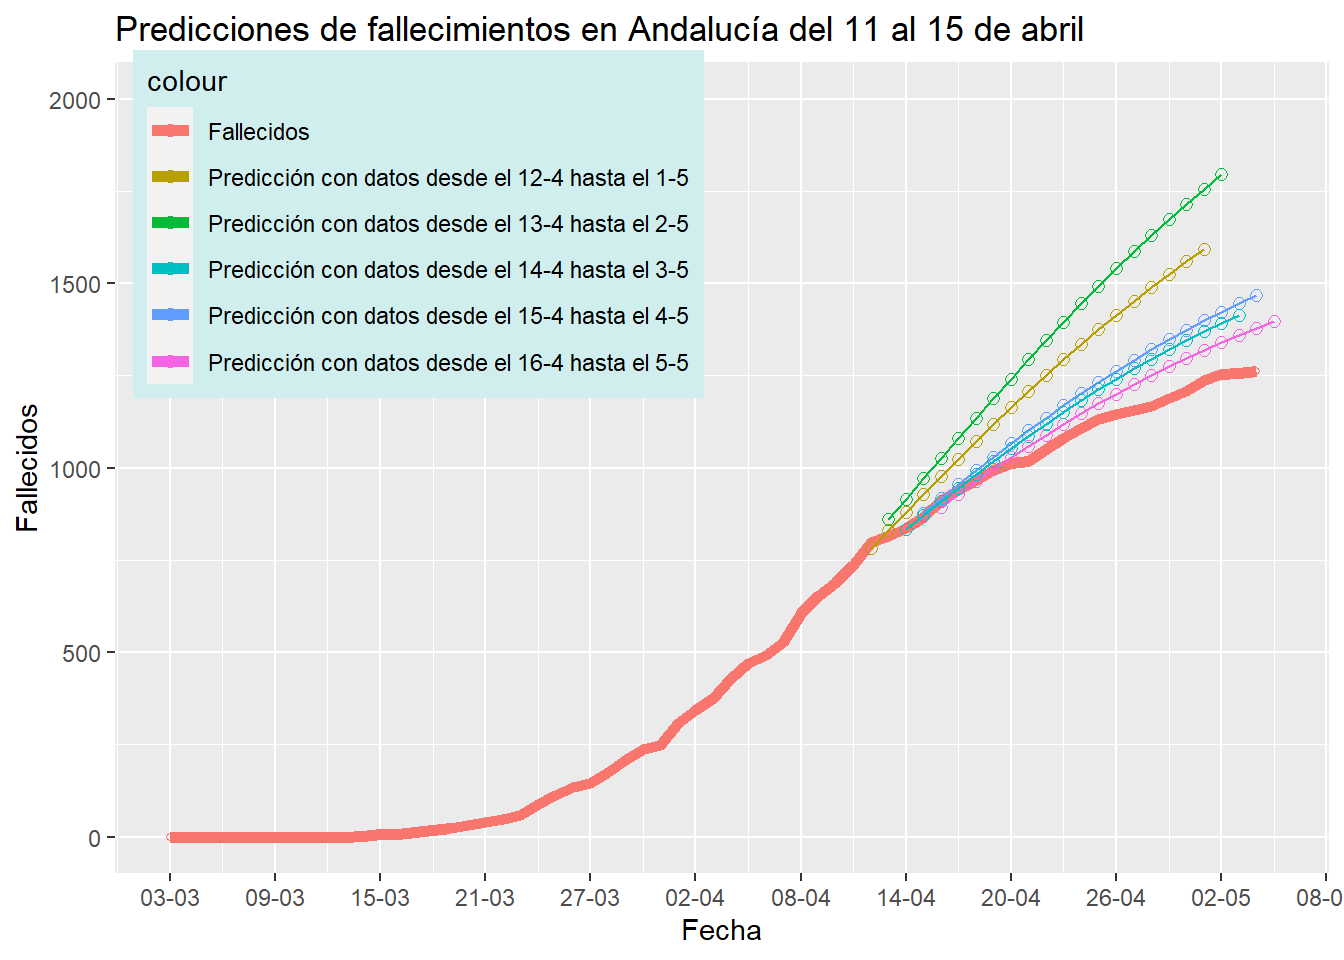 Predicciones de fallecimientos en Andalucía del 11 al 15 de abril
colour
Fallecidos
Predicción con datos desde el 12-4 hasta el 1-5
Predicción con datos desde el 13-4 hasta el 2-5
Predicción con datos desde el 14-4 hasta el 3-5
Predicción con datos desde el 15-4 hasta el 4-5
Predicción con datos desde el 16-4 hasta el 5-5
Fallecidos
2000
1500
1000
500
0
03-03 09-03 15-03 21-03 27-03 02-04 08-04 14-04 20-04 26-04 02-05 08-0
Fecha